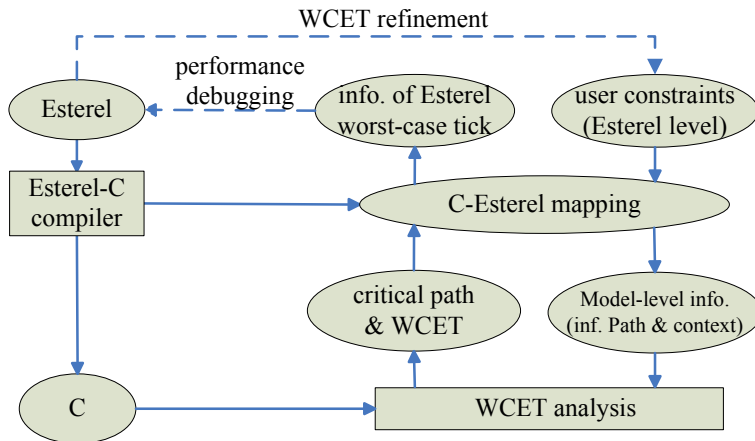 WCET refinement
performance
debugging
Esterel
info. of Esterel
worst-case tick
user constraints
(Esterel level)
Esterel-C
compiler
C-Esterel mapping
critical path
& WCET
Model-level info.
(inf. Path & context)
C
WCET analysis